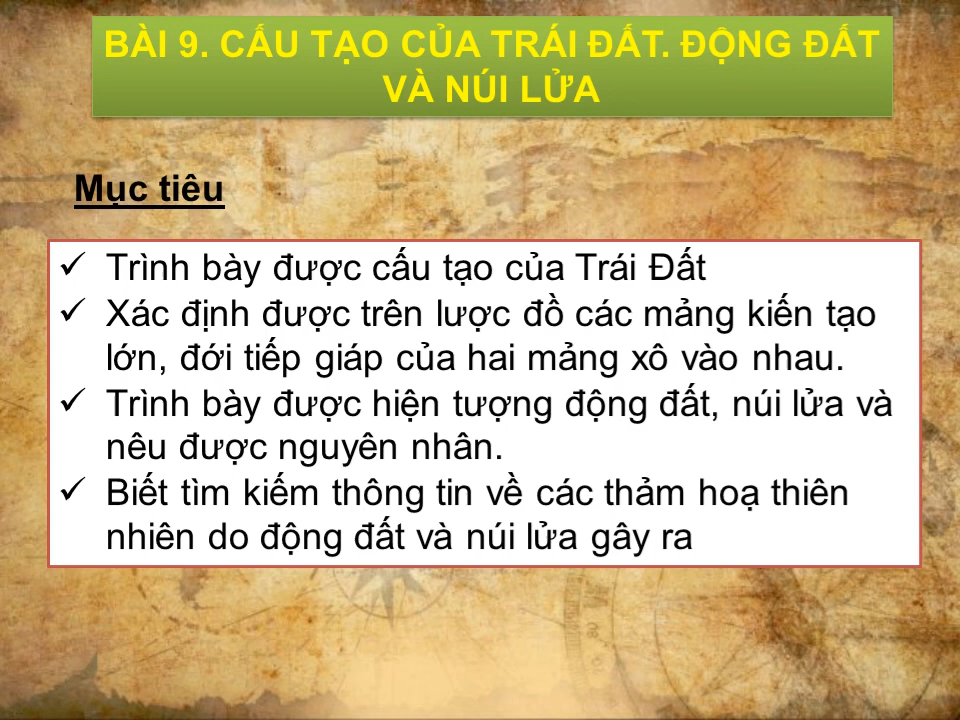 BÀI 9. CẤU TẠO CỦA TRÁI ĐẤT. ĐỘNG ĐẤT
VÀ NÚI LỬA
Mục tiêu
✓ Trình bày được cấu tạo của Trái Đất
✓ Xác định được trên lược đồ các mảng kiến tạo
lớn, đới tiếp giáp của hai mảng xô vào nhau.
✓ Trình bày được hiện tượng động đất, núi lửa và
nêu được nguyên nhân.
✓ Biết tìm kiếm thông tin về các thảm hoạ thiên
nhiên do động đất và núi lửa gây ra